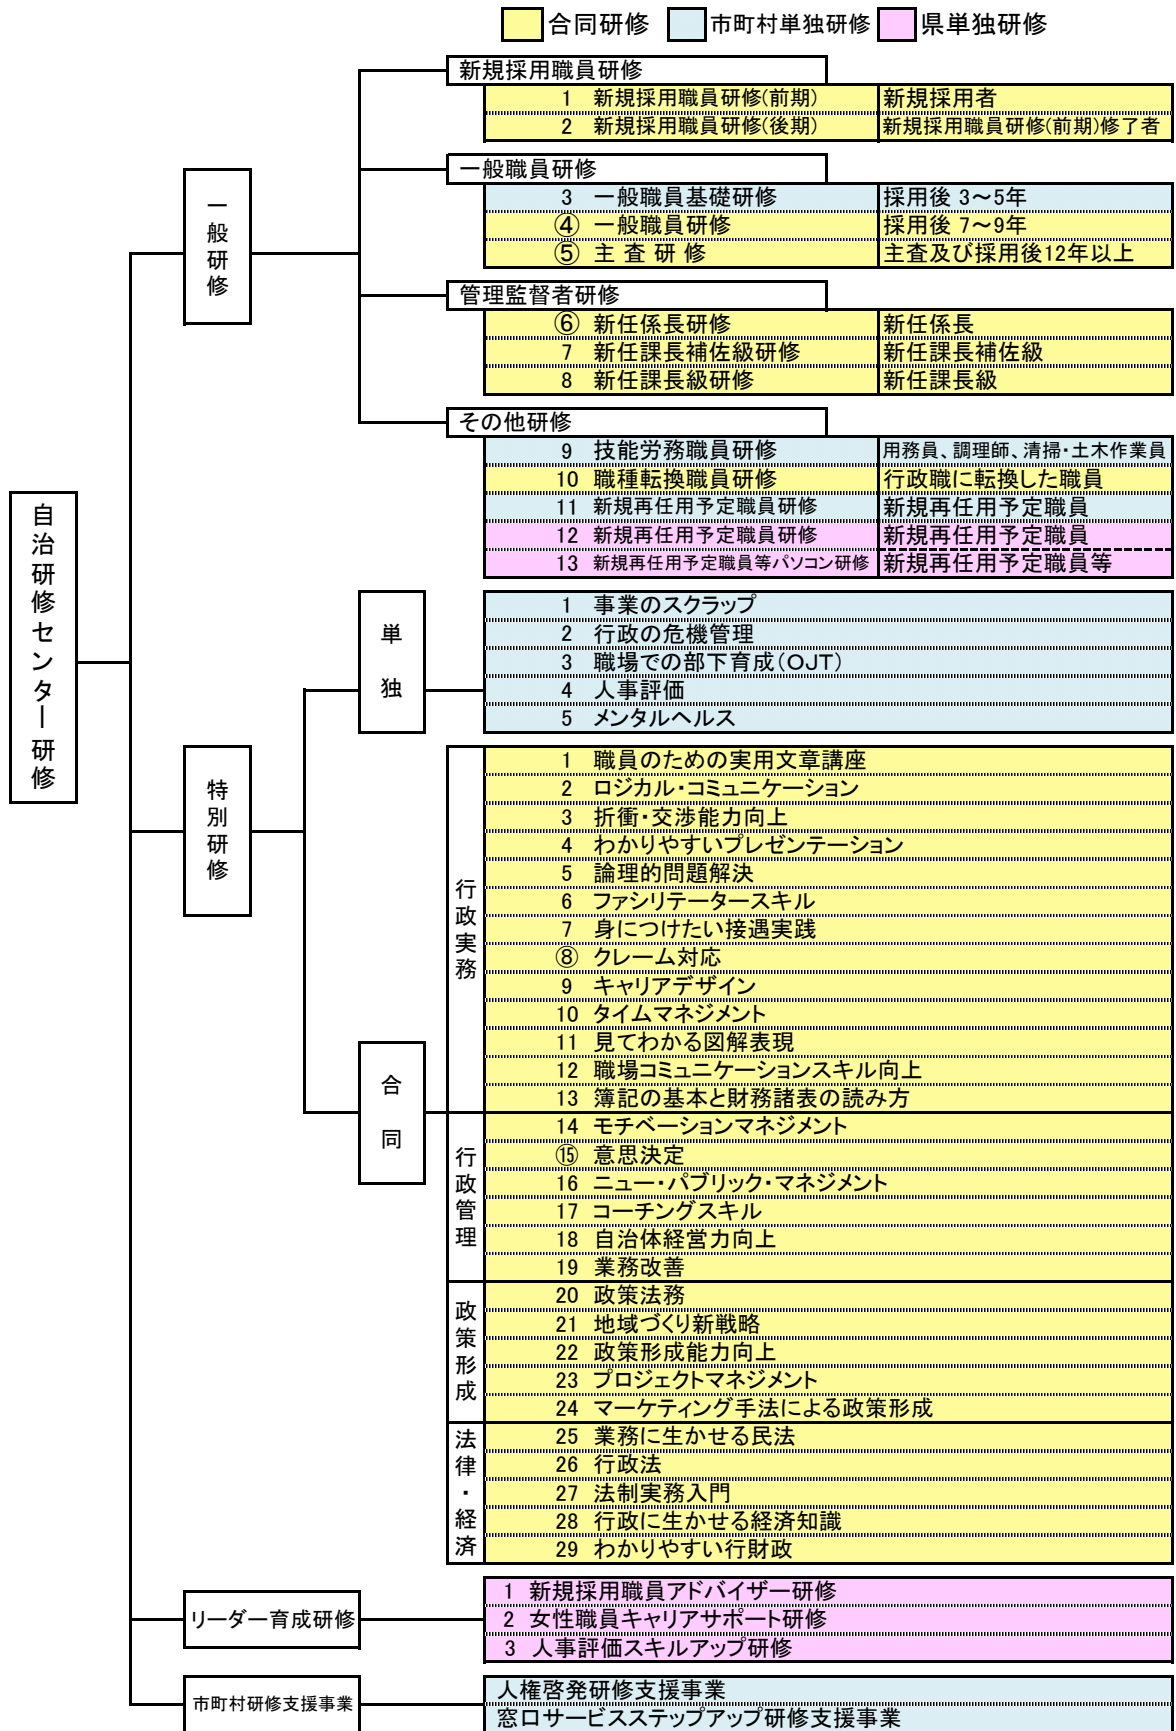 合同研修 市町村単独研修 県単独研修
自治研修センター研修
一般研修
新規採用職員研修
1 新規採用職員研修(前期) 新規採用者
2 新規採用職員研修(後期) 新規採用職員研修(前期)修了者
一般職員研修
3 一般職員基礎研修 採用後 3～5年
④ 一般職員研修 採用後 7～9年
⑤ 主査研修 主査及び採用後12年以上
管理監督者研修
⑥ 新任係長研修 新任係長
7 新任課長補佐級研修 新任課長補佐級
8 新任課長級研修 新任課長級
その他研修
9 技能労務職員研修 用務員、調理師、清掃・土木作業員
10 職種転換職員研修 行政職に転換した職員
11 新規再任用予定職員研修 新規再任用予定職員
12 新規再任用予定職員研修 新規再任用予定職員
13 新規再任用予定職員等パソコン研修 新規再任用予定職員等
特別研修
単独
1 事業のスクラップ
2 行政の危機管理
3 職場での部下育成(OJT)
4 人事評価
5 メンタルヘルス
合同
行政実務
1 職員のための実用文章講座
2 ロジカル・コミュニケーション
3 折衝・交渉能力向上
4 わかりやすいプレゼンテーション
5 論理的問題解決
6 ファシリテータースキル
7 身につけたい接遇実践
⑧ クレーム対応
9 キャリアデザイン
10 タイムマネジメント
11 見てわかる図解表現
12 職場コミュニケーションスキル向上
13 簿記の基本と財務諸表の読み方
行政管理
14 モチベーションマネジメント
⑮ 意思決定
16 ニュー・パブリック・マネジメント
17 コーチングスキル
18 自治体経営力向上
19 業務改善
政策形成
20 政策法務
21 地域づくり新戦略
22 政策形成能力向上
23 プロジェクトマネジメント
24 マーケティング手法による政策形成
法律・経済
25 業務に生かせる民法
26 行政法
27 法制実務入門
28 行政に生かせる経済知識
29 わかりやすい行財政
リーダー育成研修
1 新規採用職員アドバイザー研修
2 女性職員キャリアサポート研修
3 人事評価スキルアップ研修
市町村研修支援事業
人権啓発研修支援事業
窓口サービスステップアップ研修支援事業